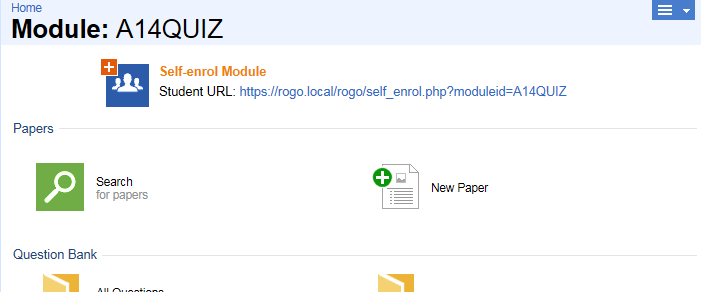 Home
Module: A14QUIZ
Self-enrol Module
Student URL: https://rogo.local/rogo/self_enrol.php?moduleid=A14QUIZ
Papers
Search
for papers
New Paper
Question Bank
All Questions